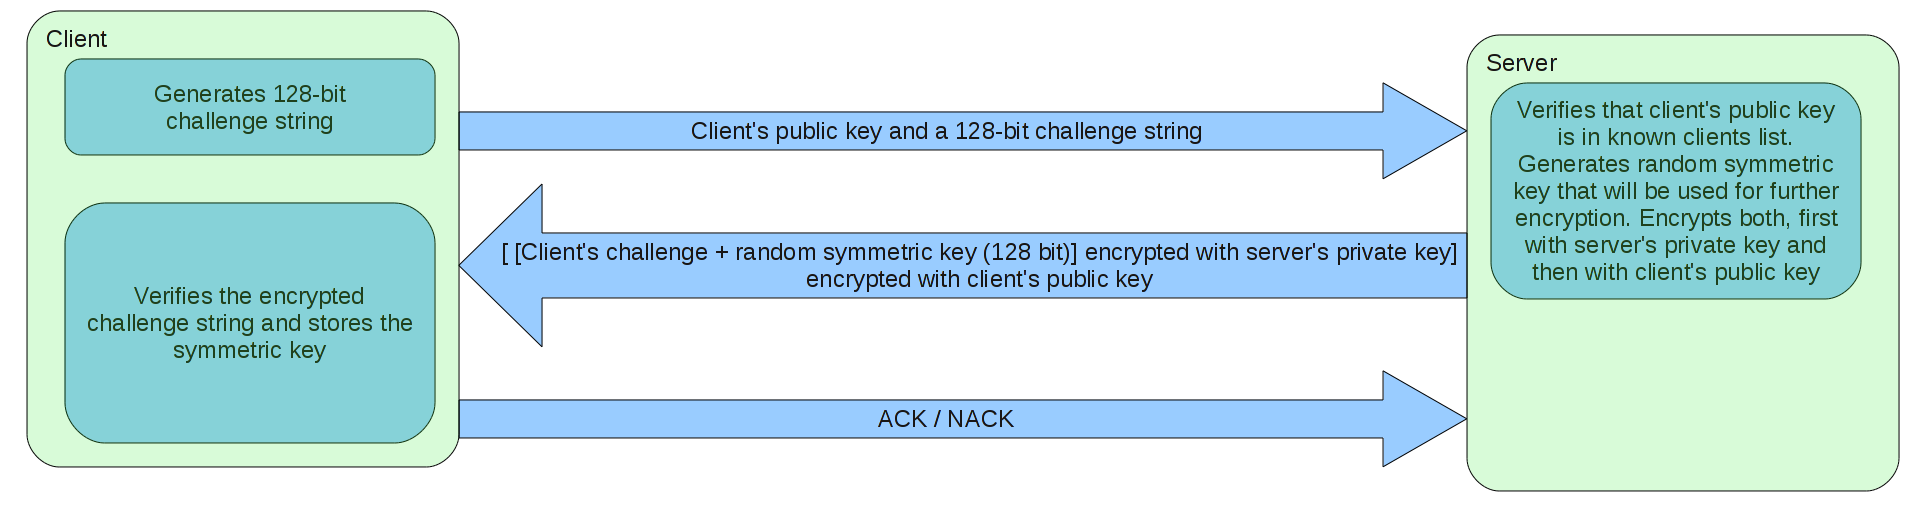 Client
Generates 128-bit
challenge string
Client's public key and a 128-bit challenge string
Server
Verifies that client's public key
is in known clients list.
Generates random symmetric
key that will be used for further
encryption. Encrypts both, first
with server's private key and
then with client's public key
[ [Client's challenge + random symmetric key (128 bit)] encrypted with server's private key]
encrypted with client's public key
Verifies the encrypted
challenge string and stores the
symmetric key
ACK / NACK